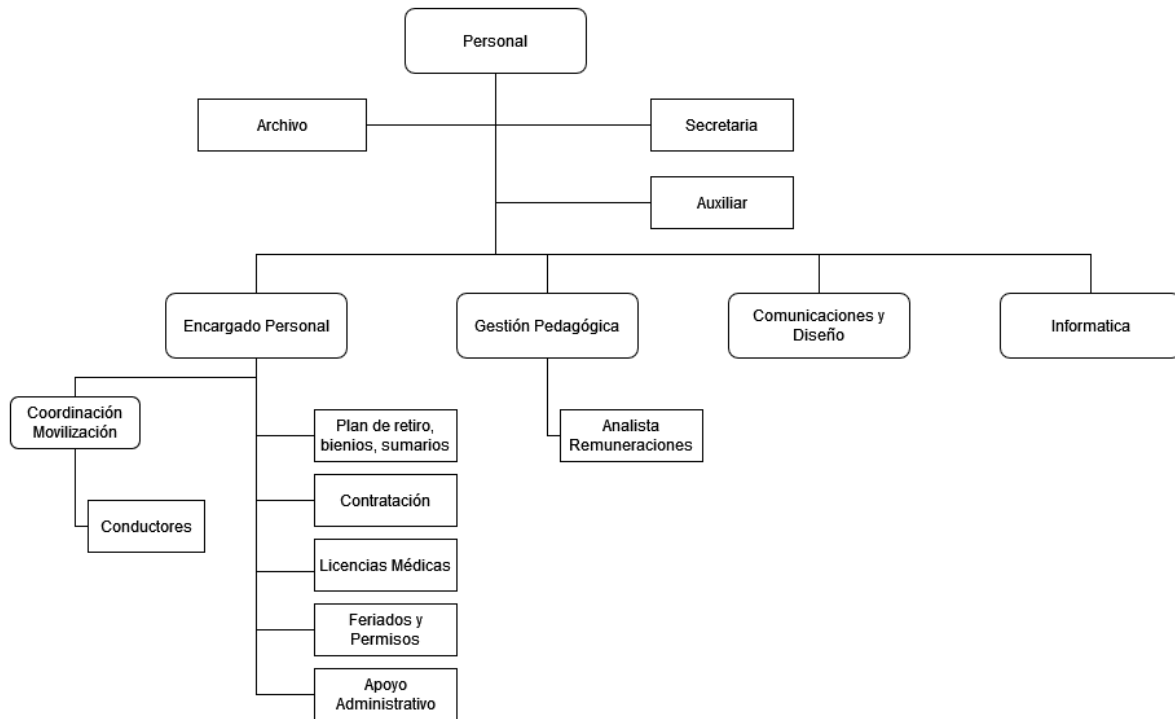 Personal
Archivo
Secretaria
Auxiliar
Encargado Personal
Gestión Pedagógica
Comunicaciones y
Diseño
Informatica
Coordinación
Movilización
Conductores
Plan de retiro,
bienios, sumarios
Contratación
Licencias Médicas
Feriados y
Permisos
Apoyo
Administrativo
Analista
Remuneraciones